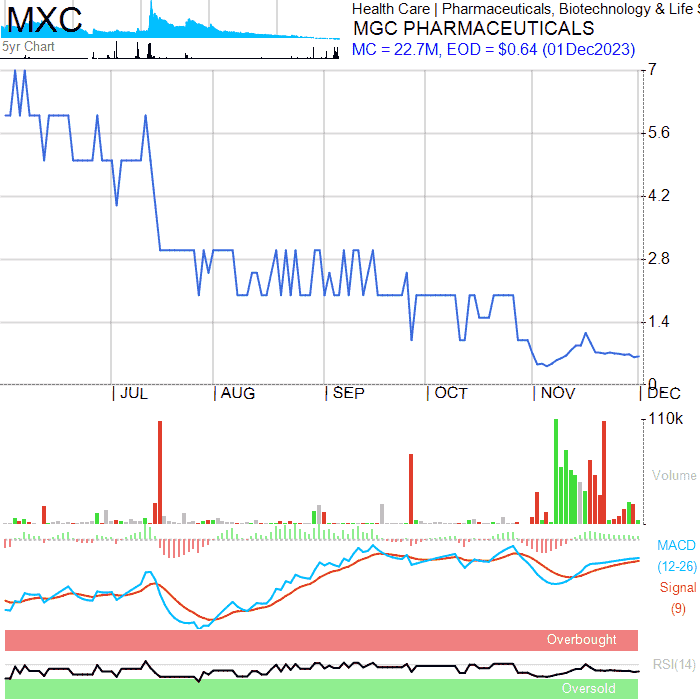 MXC
5yr Chart
Health Care | Pharmaceuticals, Biotechnology & Life
MGC PHARMACEUTICALS
MC = 22.7M, EOD = $0.64 (01Dec2023)
7
5.6
4.2
2.8
1.4
0
JUL
AUG
SEP
OCT
NOV
DEC
110k
Volume
MACD
(12-26)
Signal
(9)
Overbought
RSI(14)
Oversold